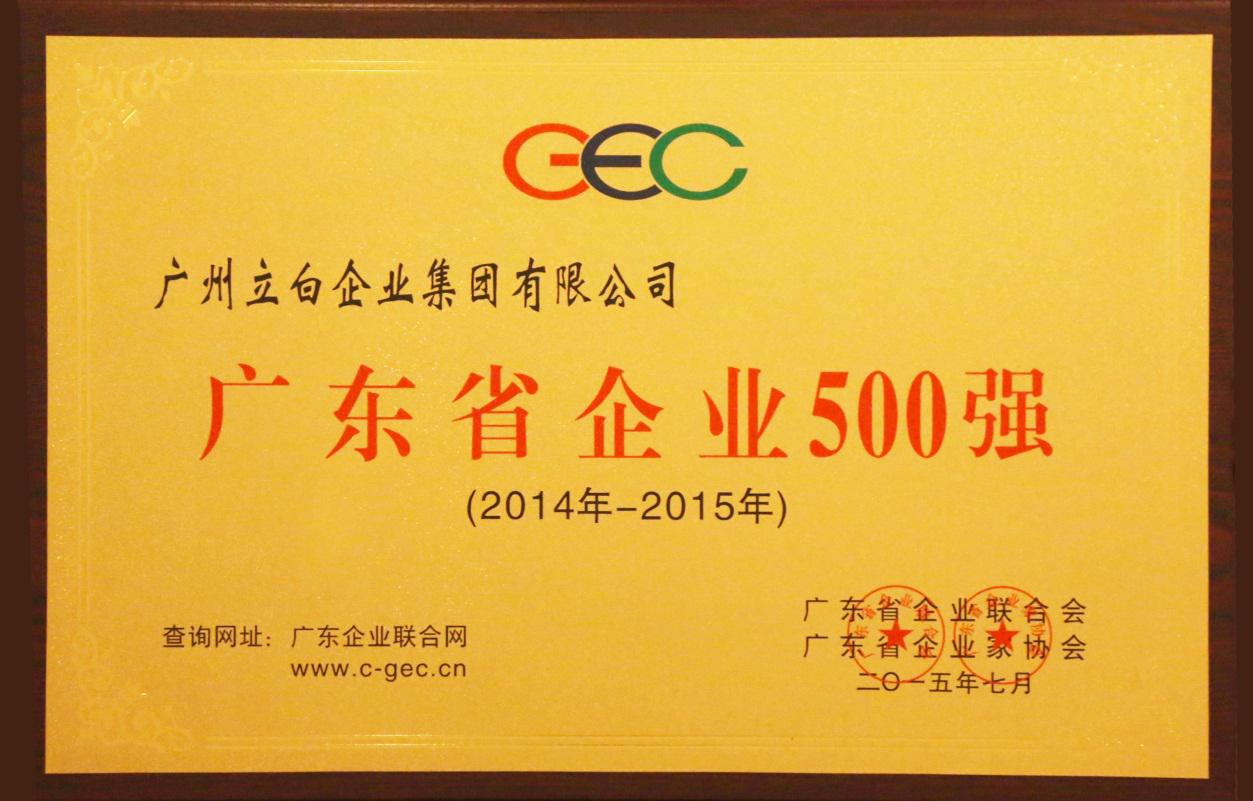 GEC
广州立白企业集团有限公司
广东省企业500强
(2014年-2015年)
查询网址：广东企业联合网
www.c-gec.cn
广东省企业联合会
广东省企业家协会
二〇一五年七月